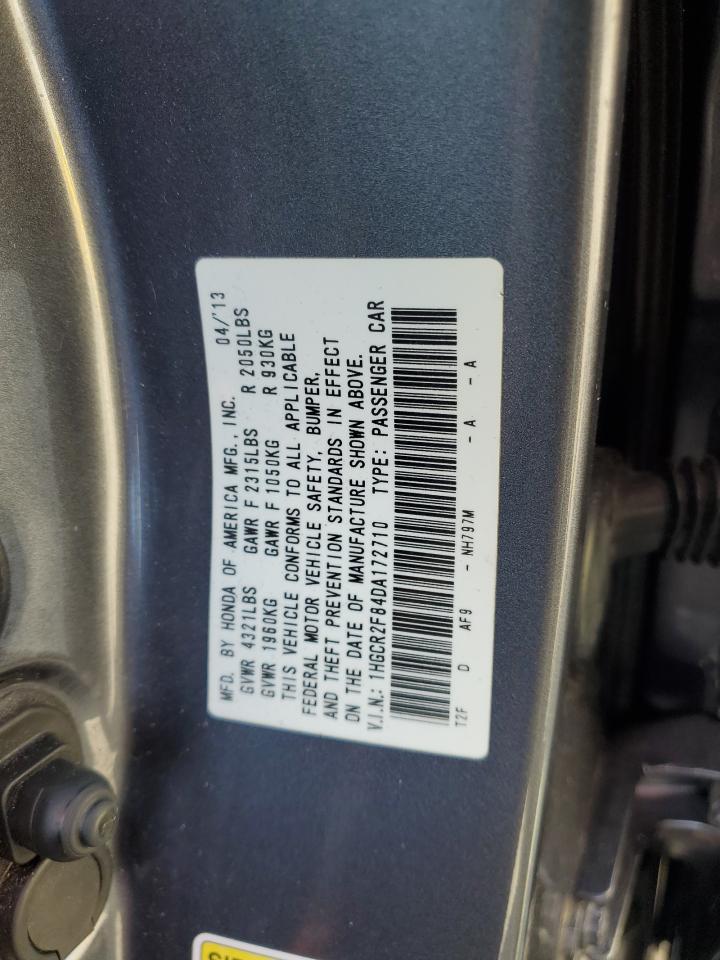 MFD. BY HONDA OF AMERICA MFG., INC. 04/'13
GVWR 4321LBS GAWR F 2315LBS R 2050LBS
GVWR 1960KG GAWR F 1050KG R 930KG
THIS VEHICLE CONFORMS TO ALL APPLICABLE
FEDERAL MOTOR VEHICLE SAFETY, BUMPER,
AND THEFT PREVENTION STANDARDS IN EFFECT
ON THE DATE OF MANUFACTURE SHOWN ABOVE.
V.I.N.: 1HGCR2F84DA172710 TYPE: PASSENGER CAR
T2F D AF9 - NH797M - A - A